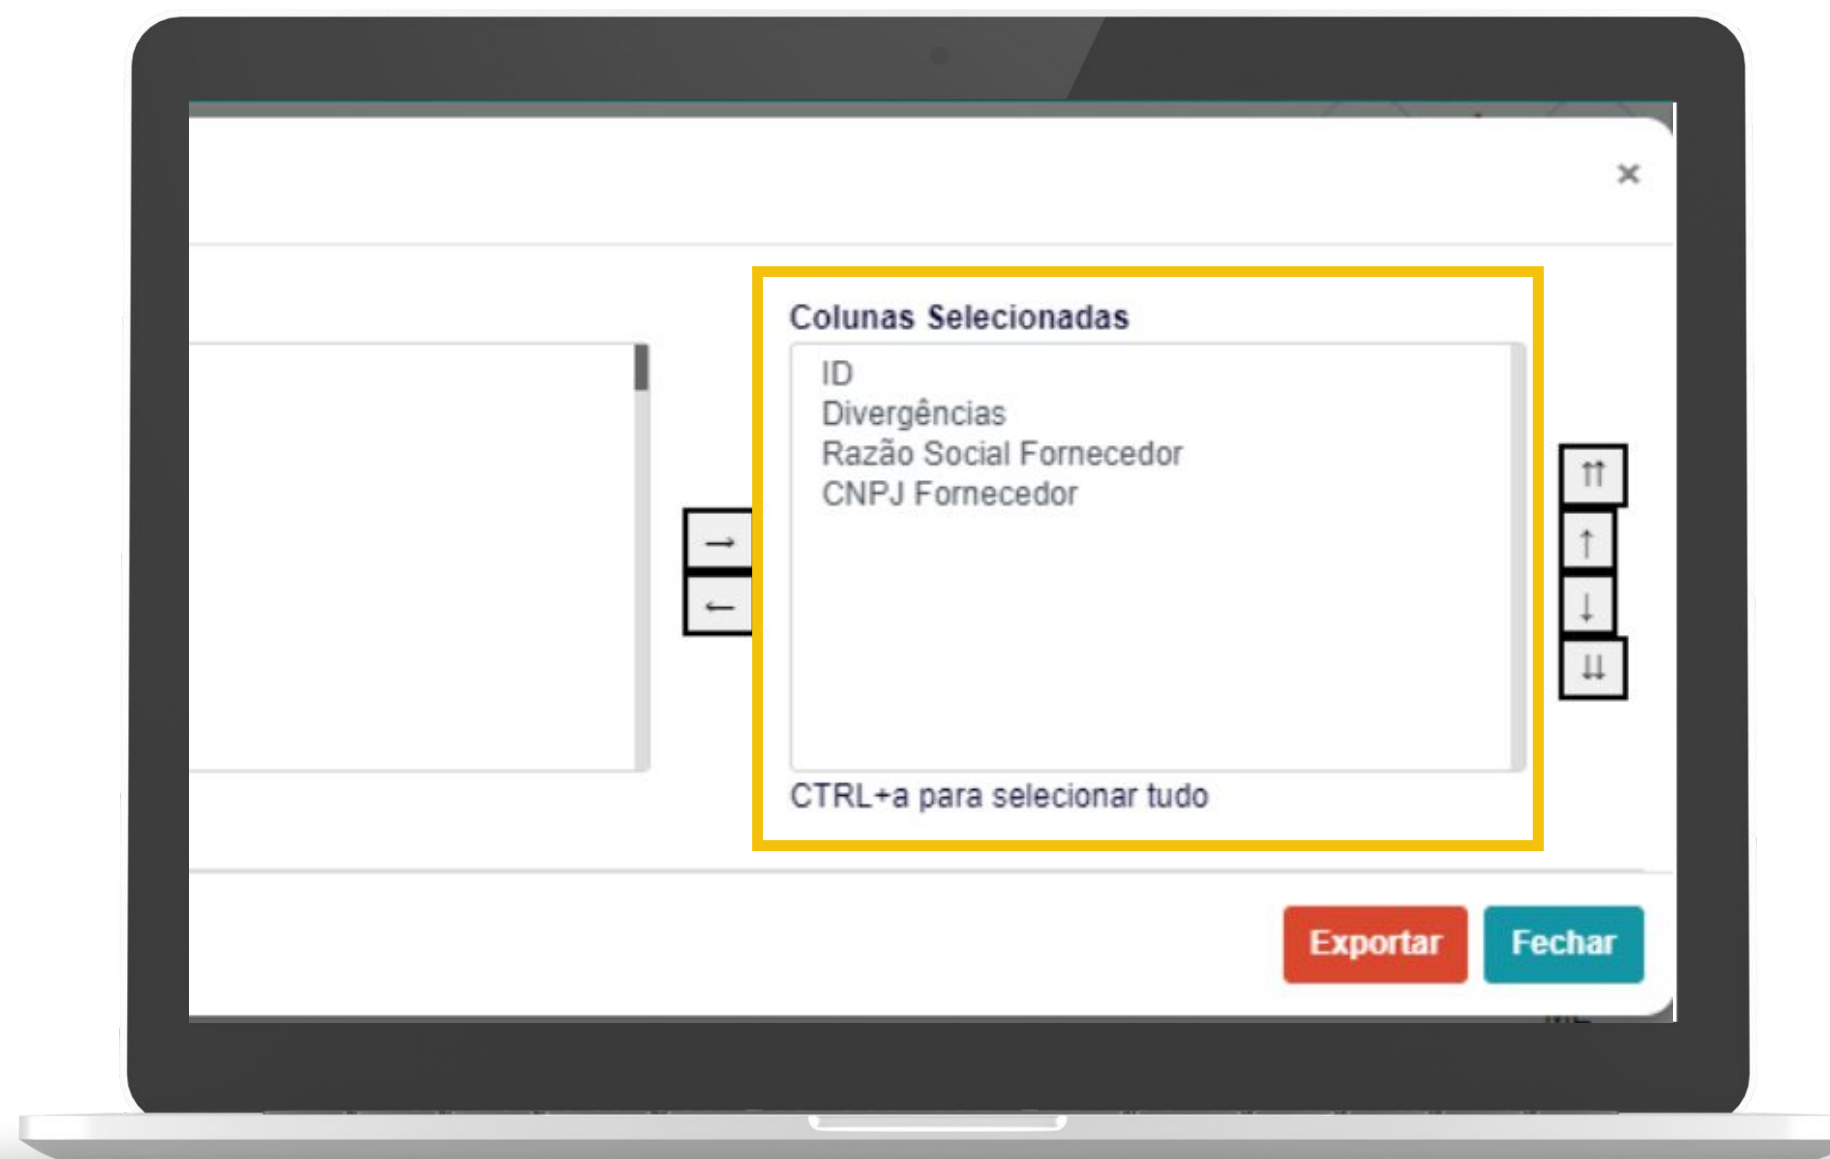 ×
Colunas Selecionadas
ID
Divergências
Razão Social Fornecedor
CNPJ Fornecedor
→
←
⇈
↑
↓
⇊
CTRL+a para selecionar tudo
Exportar
Fechar